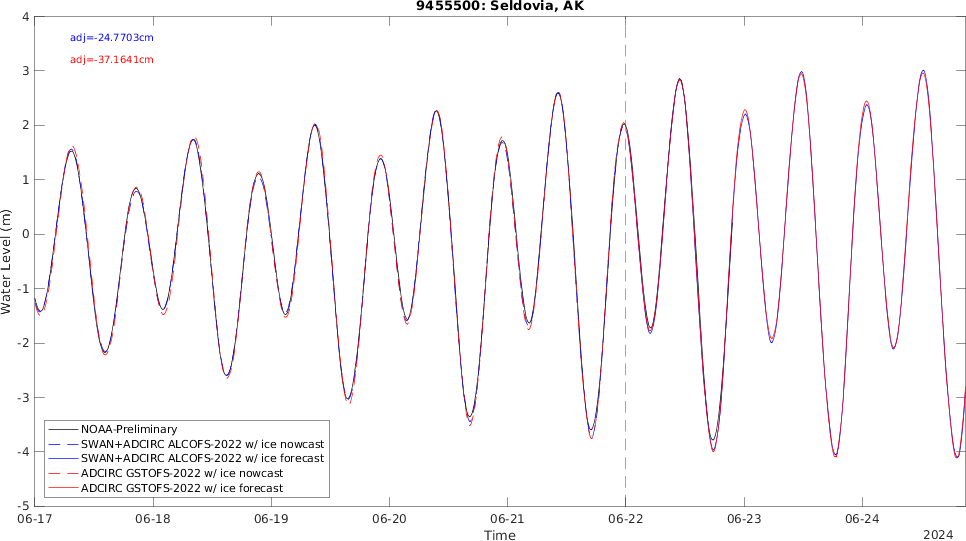 9455500: Seldovia, AK
adj=-24.7703cm
adj=-37.1641cm
4
3
2
1
0
-1
-2
-3
-4
-5
Water Level (m)
NOAA-Preliminary
SWAN+ADCIRC ALCOFS-2022 w/ ice nowcast
SWAN+ADCIRC ALCOFS-2022 w/ ice forecast
ADCIRC GSTOFS-2022 w/ ice nowcast
ADCIRC GSTOFS-2022 w/ ice forecast
06-17 06-18 06-19 06-20 06-21 06-22 06-23 06-24
Time
2024